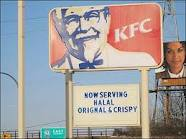 KFC
NOW SERVING
HALAL
ORIGNAL & CRISPY